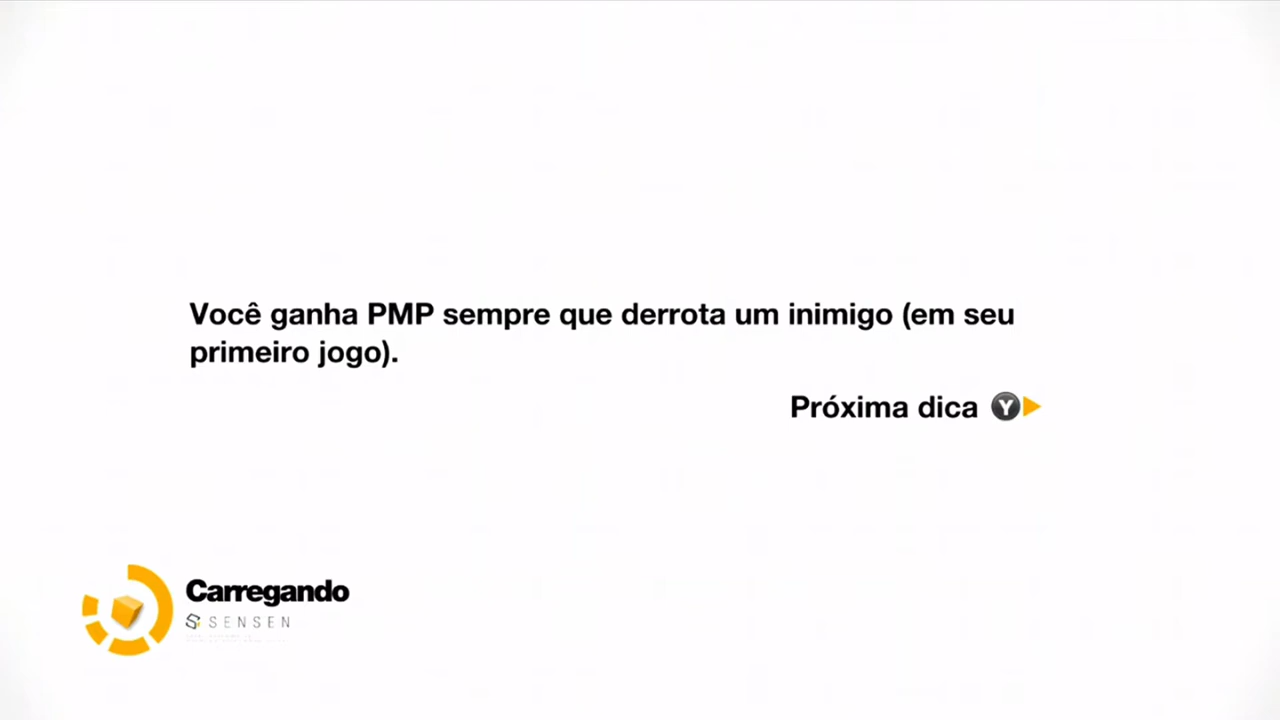 Você ganha PMP sempre que derrota um inimigo (em seu
primeiro jogo).
Próxima dica Y
Carregando
SENSEN